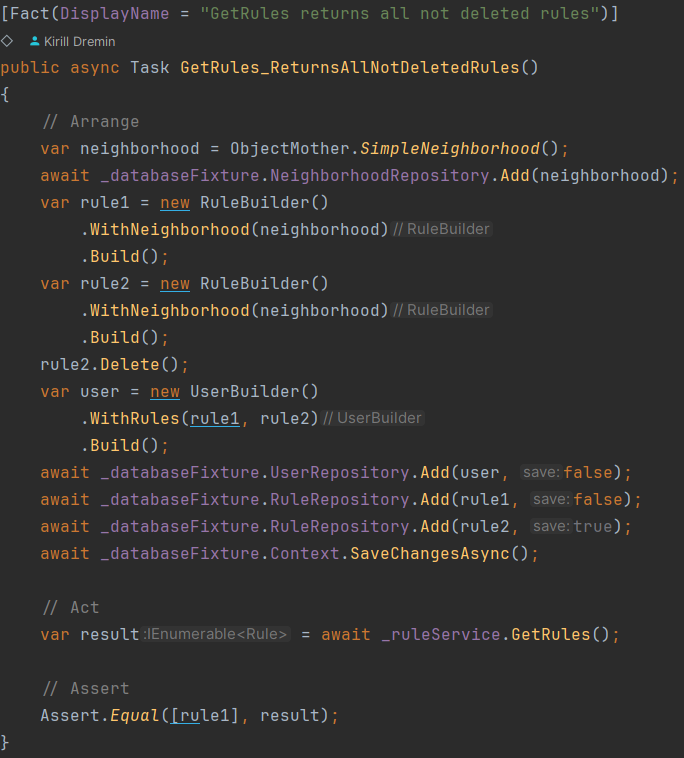 [Fact(DisplayName = "GetRules returns all not deleted rules")]
Kirill Dremin
public async Task GetRules_ReturnsAllNotDeletedRules()
{
    // Arrange
    var neighborhood = ObjectMother.SimpleNeighborhood();
    await _databaseFixture.NeighborhoodRepository.Add(neighborhood);
    var rule1 = new RuleBuilder()
        .WithNeighborhood(neighborhood) // RuleBuilder
        .Build();
    var rule2 = new RuleBuilder()
        .WithNeighborhood(neighborhood) // RuleBuilder
        .Build();
    rule2.Delete();
    var user = new UserBuilder()
        .WithRules(rule1, rule2) // UserBuilder
        .Build();
    await _databaseFixture.UserRepository.Add(user, save: false);
    await _databaseFixture.RuleRepository.Add(rule1, save: false);
    await _databaseFixture.RuleRepository.Add(rule2, save: true);
    await _databaseFixture.Context.SaveChangesAsync();
    // Act
    var result :IEnumerable<Rule> = await _ruleService.GetRules();
    // Assert
    Assert.Equal([rule1], result);
}